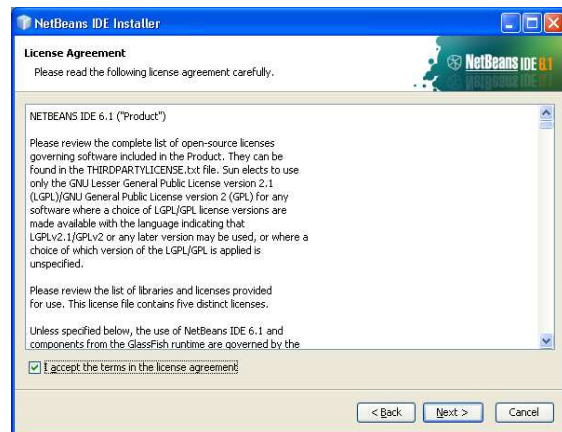 NetBeans IDE Installer
License Agreement
Please read the following license agreement carefully.
NetBeans IDE 6.1
NETBEANS IDE 6.1 ("Product")
Please review the complete list of open-source licenses
governing software included in the Product. They can be
found in the THIRDPARTYLICENSE.txt file. Sun elects to use
only the GNU Lesser General Public License version 2.1
(LGPL)/GNU General Public License version 2 (GPL) for any
software where a choice of LGPL/GPL license versions are
made available with the language indicating that
LGPLv2.1/GPLv2 or any later version may be used, or where a
choice of which version of the LGPL/GPL is applied is
unspecified.
Please review the list of libraries and licenses provided
for use. This license file contains five distinct licenses.
Unless specified below, the use of NetBeans IDE 6.1 and
components from the GlassFish runtime are governed by the
I accept the terms in the license agreement
< Back
Next >
Cancel